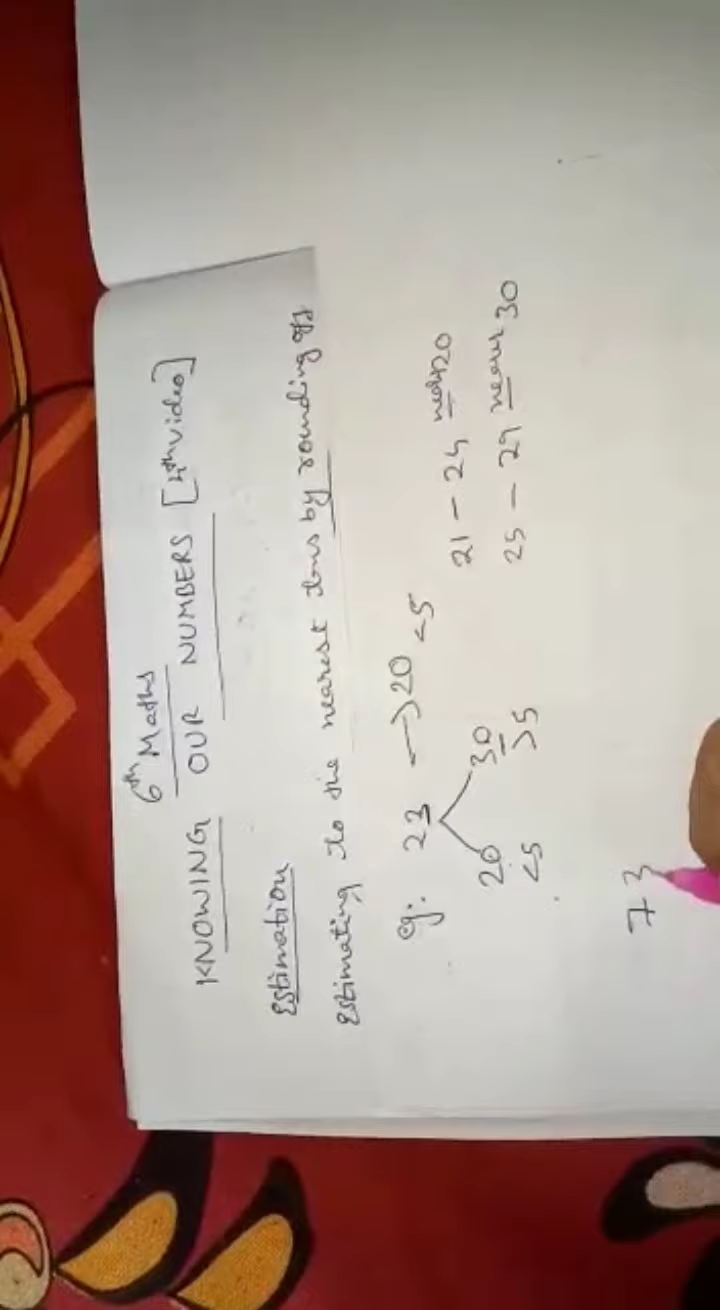 6th Maths
KNOWING OUR NUMBERS [4th video]
Estimation
Estimating to the nearest tens by rounding off
eg: 23 → 20 <5
20 30
<5 >5
21 - 24 near 20
25 - 29 near 30
73